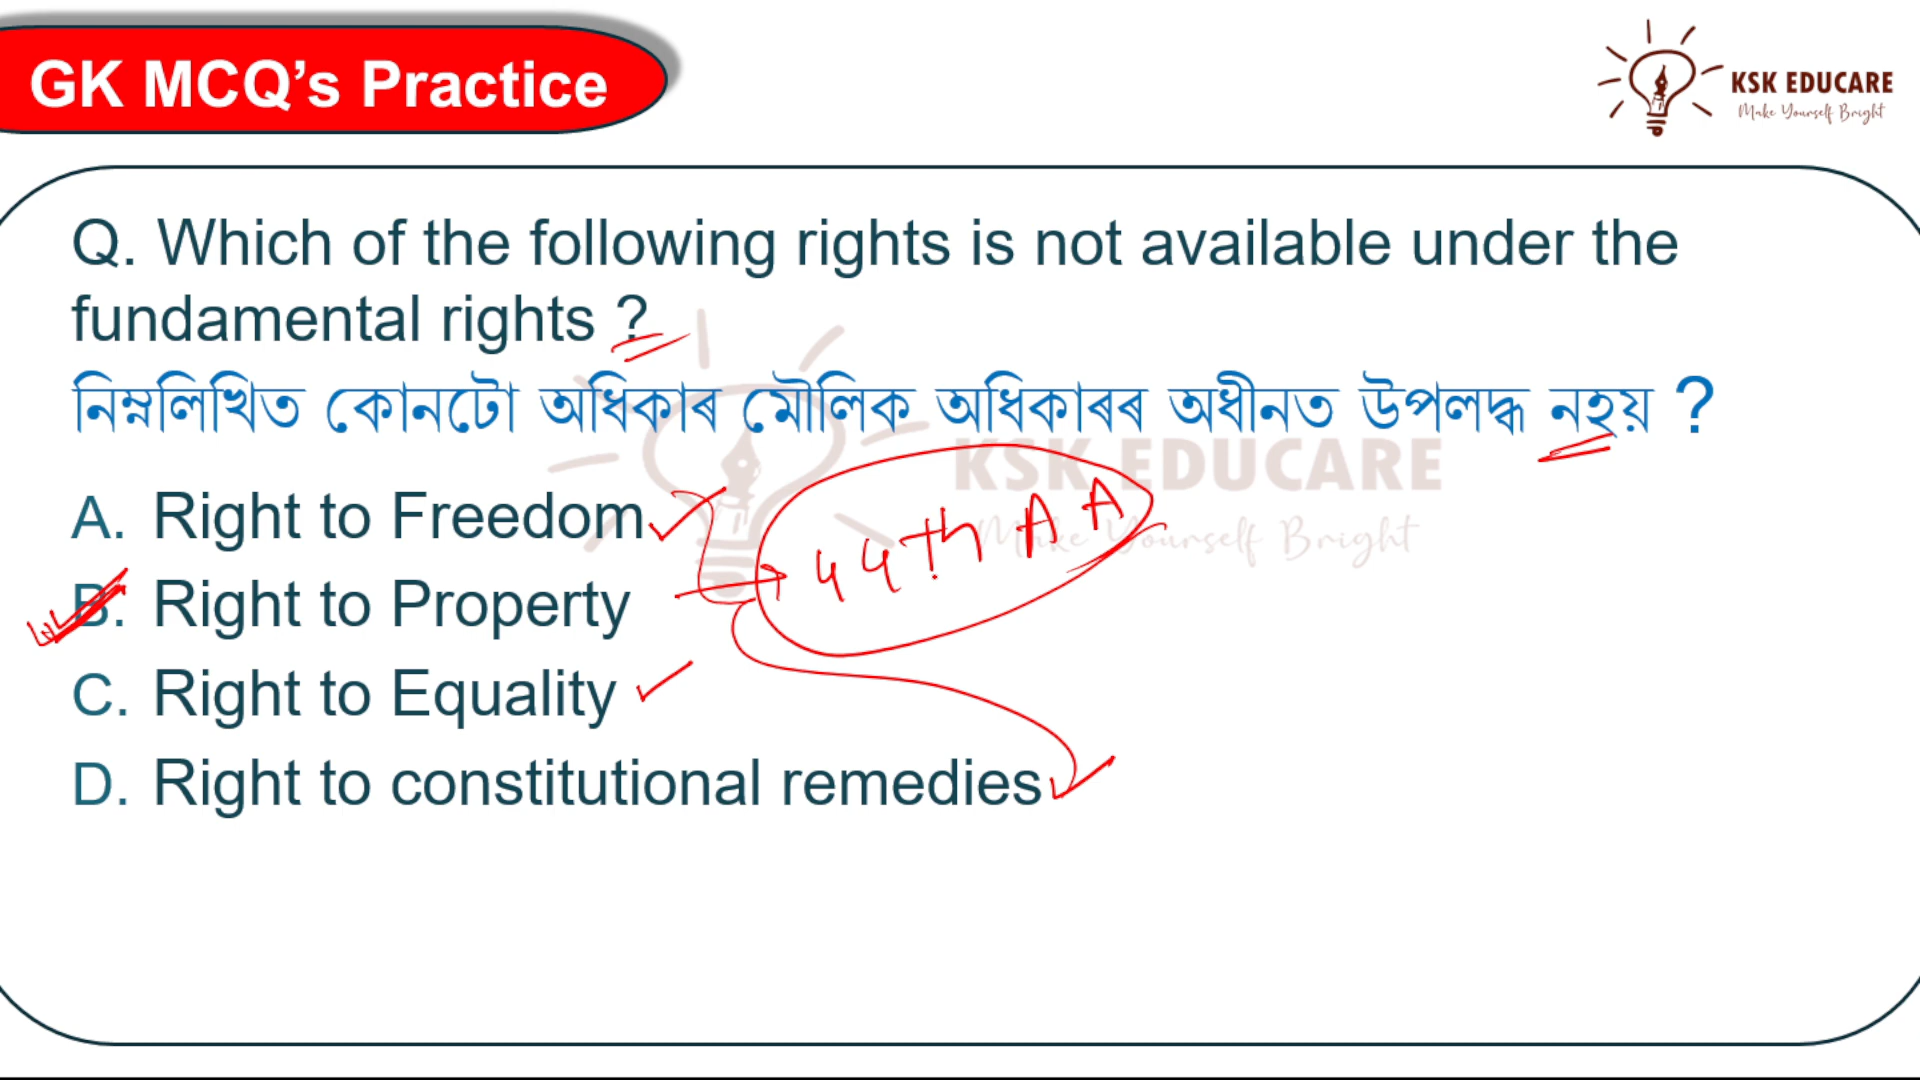 GK MCQ’s Practice
KSK EDUCARE
Make Yourself Bright
Q. Which of the following rights is not available under the
fundamental rights ?
নিম্নলিখিত কোনটো অধিকাৰ মৌলিক অধিকাৰৰ অধীনত উপলদ্ধ নহয় ?
KSK EDUCARE
Make Yourself Bright
A. Right to Freedom
44th A A
B. Right to Property
C. Right to Equality
D. Right to constitutional remedies